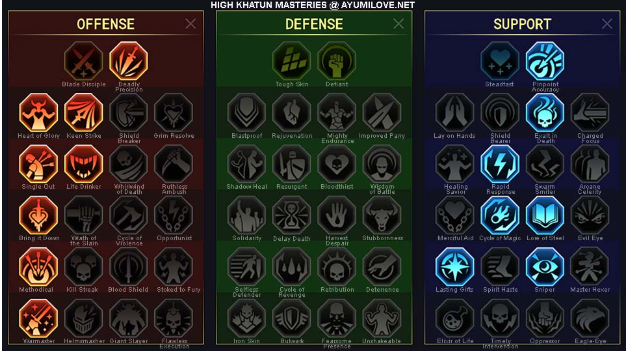 HIGH KHATUN MASTERIES @ AYUMILOVE.NET
OFFENSE
Blade Disciple
Deadly Precision
Heart of Glory
Keen Strike
Shield Breaker
Grim Resolve
Single Out
Life Drinker
Whirlwind of Death
Ruthless Ambush
Bring it Down
Wrath of the Slain
Cycle of Violence
Opportunist
Methodical
Kill Streak
Blood Shield
Stoked to Fury
Warmaster
Helmsmasher
Giant Slayer
Flawless Execution
DEFENSE
Tough Skin
Defiant
Blastproof
Rejuvenation
Mighty Endurance
Improved Parry
Shadow Heal
Resurgent
Bloodthirst
Wisdom of Battle
Solidarity
Delay Death
Harvest Despair
Stubbornness
Selfless Defender
Cycle of Revenge
Retribution
Deterrence
Iron Skin
Bulwark
Fearsome Presence
Unshakeable
SUPPORT
Steadfast
Pinpoint Accuracy
Lay on Hands
Shield Bearer
Exalt in Death
Charged Focus
Healing Savior
Rapid Response
Swarm Smiter
Arcane Celerity
Merciful Aid
Cycle of Magic
Lore of Steel
Evil Eye
Lasting Gifts
Spirit Haste
Sniper
Master Hexer
Elixir of Life
Timely Intervention
Oppressor
Eagle-Eye